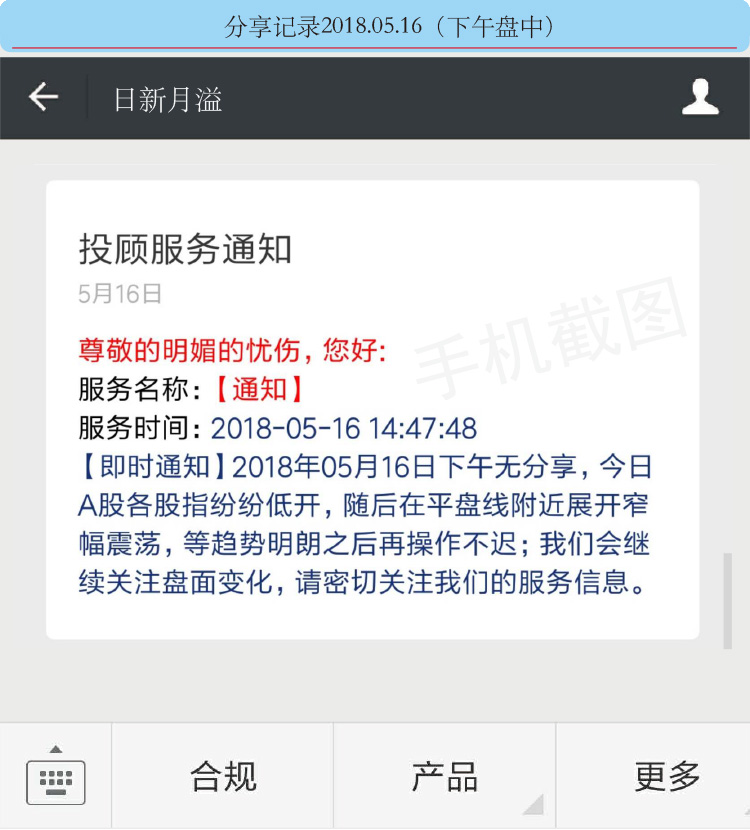 分享记录2018.05.16（下午盘中）
日新月溢
投顾服务通知
5月16日
手机截图
尊敬的明媚的忧伤，您好:
服务名称：【通知】
服务时间：2018-05-16 14:47:48
【即时通知】2018年05月16日下午无分享，今日
A股各股指纷纷低开，随后在平盘线附近展开窄
幅震荡，等趋势明朗之后再操作不迟；我们会继
续关注盘面变化，请密切关注我们的服务信息。
合规
产品
更多